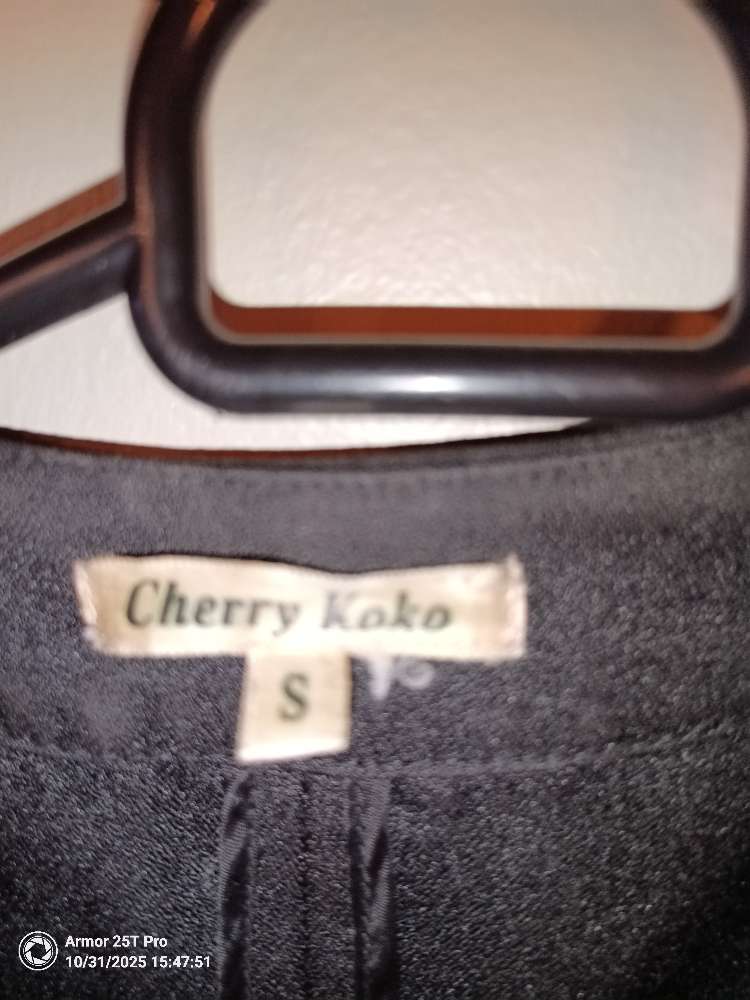 Cherry Koko
S
Armor 25T Pro
10/31/2025 15:47:51